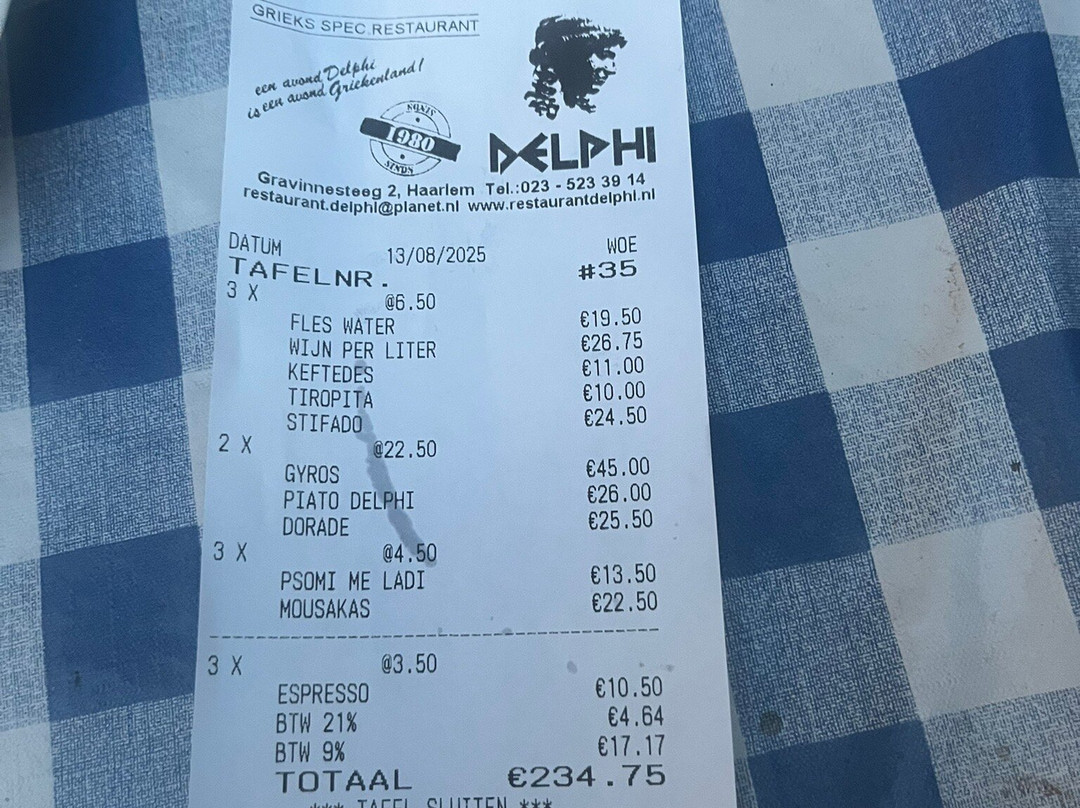 GRIEKS SPEC.RESTAURANT
een avond Delphi
is een avond Griekenland!
SINDS
1980
SINDS
DELPHI
Gravinnesteeg 2, Haarlem Tel.:023 - 523 39 14
restaurant.delphi@planet.nl www.restaurantdelphi.nl
DATUM 13/08/2025 WOE
TAFELNR. #35
3 X @6.50
FLES WATER €19.50
WIJN PER LITER €26.75
KEFTEDES €11.00
TIROPITA €10.00
STIFADO €24.50
2 X @22.50
GYROS €45.00
PIATO DELPHI €26.00
DORADE €25.50
3 X @4.50
PSOMI ME LADI €13.50
MOUSAKAS €22.50
3 X @3.50
ESPRESSO €10.50
BTW 21% €4.64
BTW 9% €17.17
TOTAAL €234.75
*** TAFEL SLUITEN ***